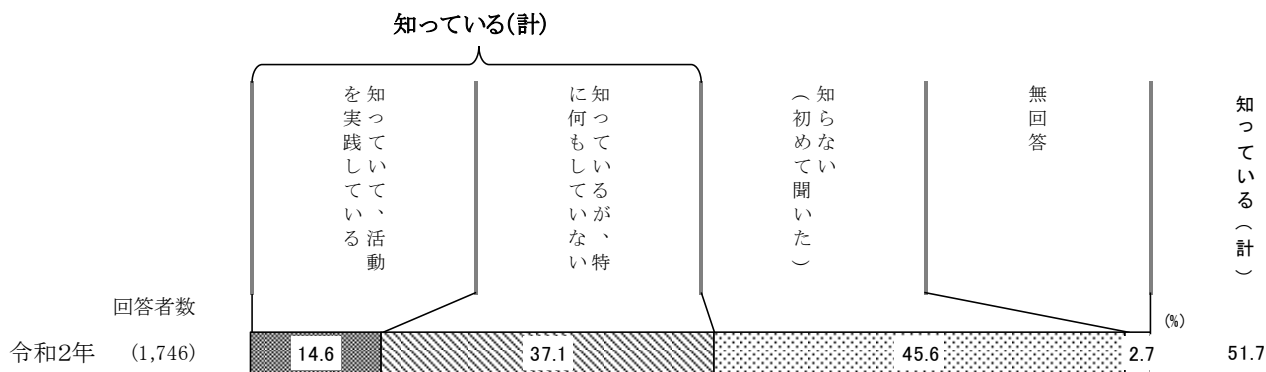 知っている(計)
知っていて、活動
を実践している
知っているが、特
に何もしていない
知らない
（初めて聞いた）
無回答
知っている（計）
回答者数
(%)
令和2年 (1,746) 14.6 37.1 45.6 2.7 51.7